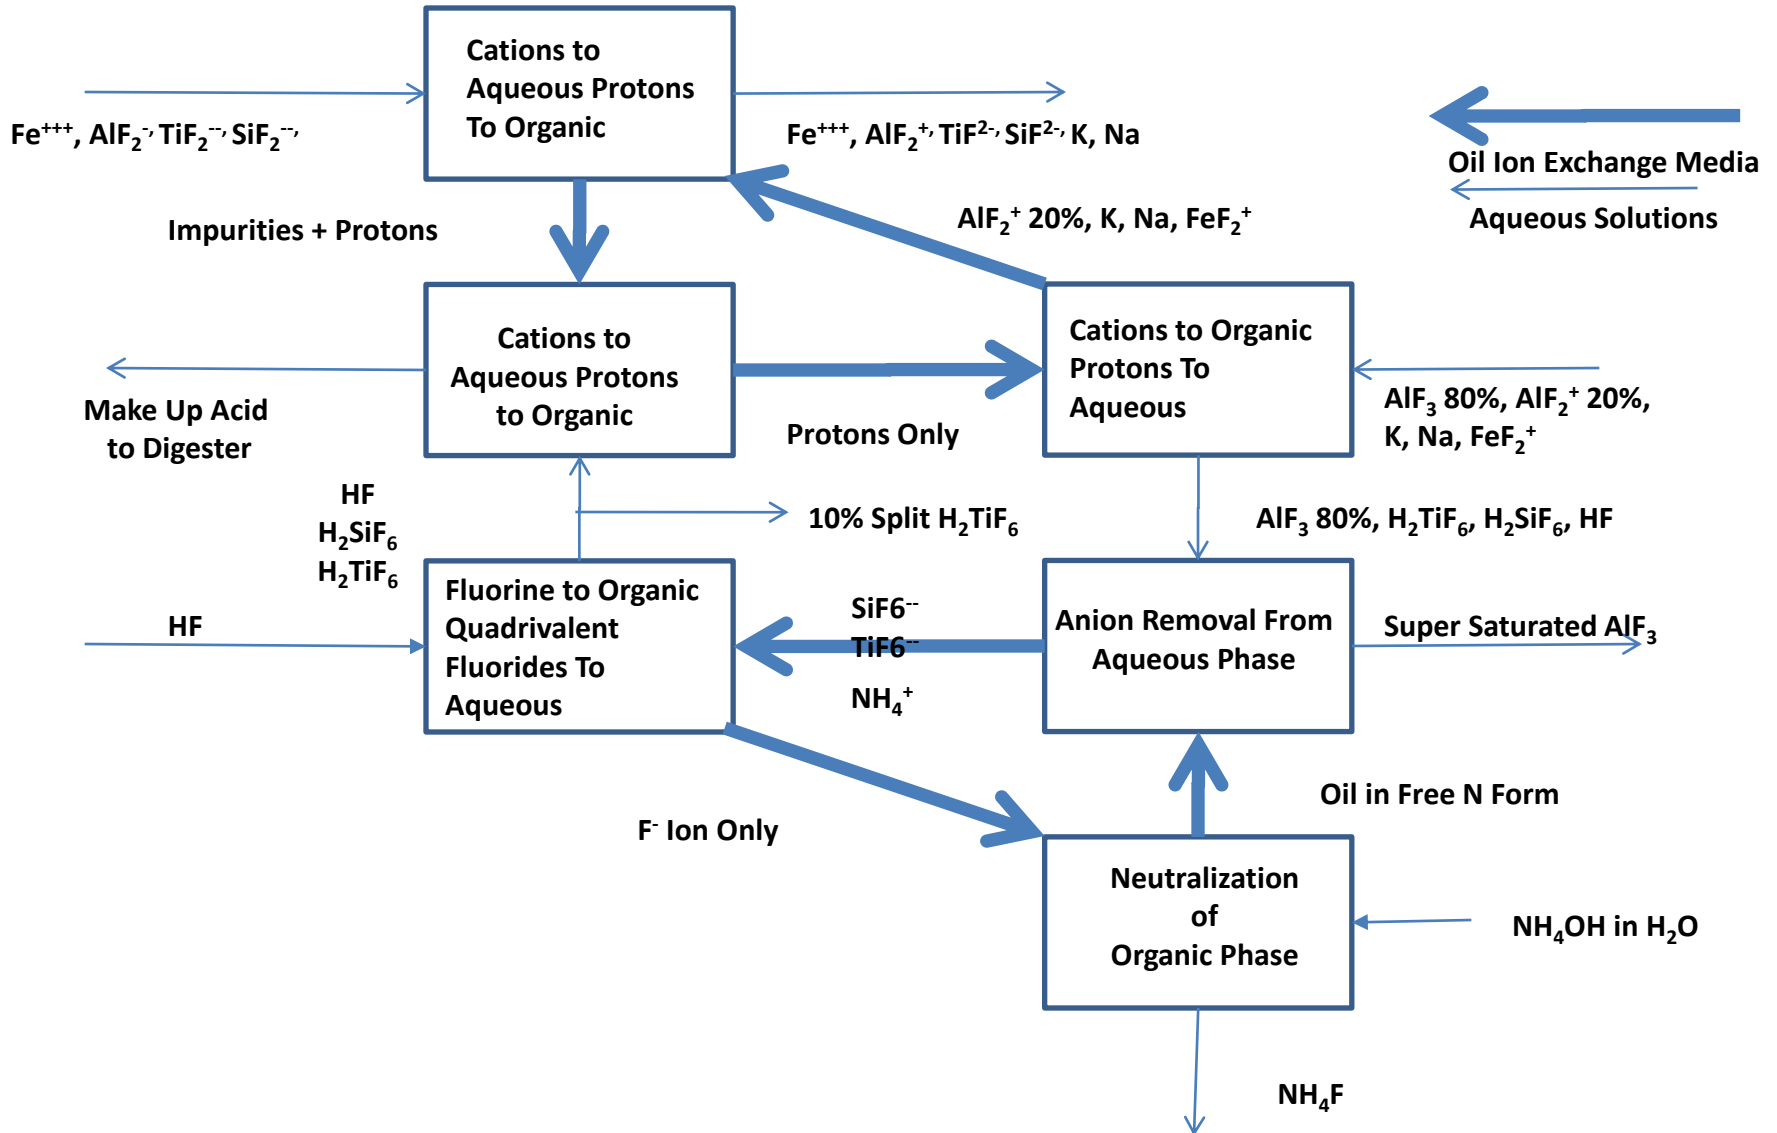 Cations to
Aqueous Protons
To Organic
Fe⁺⁺⁺, AlF₂⁻, TiF₂⁻⁻, SiF₂⁻⁻,
Fe⁺⁺⁺, AlF₂⁺, TiF²⁻, SiF²⁻, K, Na
Oil Ion Exchange Media
Aqueous Solutions
Impurities + Protons
AlF₂⁺ 20%, K, Na, FeF₂⁺
Cations to
Aqueous Protons
to Organic
Cations to Organic
Protons To
Aqueous
Make Up Acid
to Digester
Protons Only
AlF₃ 80%, AlF₂⁺ 20%,
K, Na, FeF₂⁺
HF
H₂SiF₆
H₂TiF₆
10% Split H₂TiF₆
AlF₃ 80%, H₂TiF₆, H₂SiF₆, HF
HF
Fluorine to Organic
Quadrivalent
Fluorides To
Aqueous
SiF6⁻⁻
TiF6⁻⁻
NH₄⁺
Anion Removal From
Aqueous Phase
Super Saturated AlF₃
F⁻ Ion Only
Oil in Free N Form
Neutralization
of
Organic Phase
NH₄OH in H₂O
NH₄F